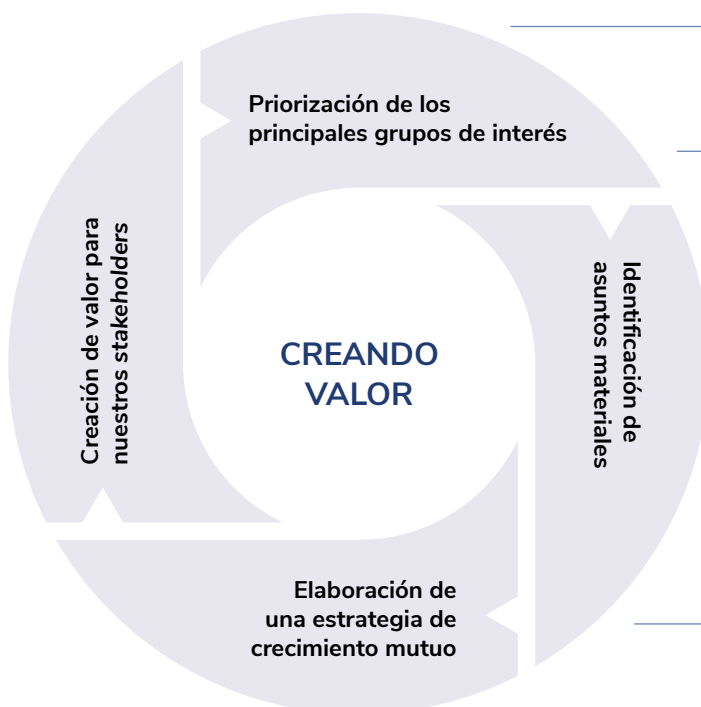 Priorización de los
principales grupos de interés
Identificación de
asuntos materiales
Elaboración de
una estrategia de
crecimiento mutuo
Creación de valor para
nuestros stakeholders
CREANDO
VALOR